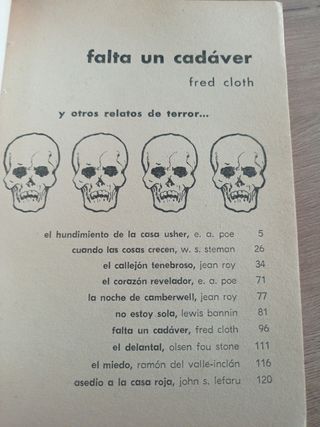 falta un cadáver
fred cloth
y otros relatos de terror...
el hundimiento de la casa usher, e. a. poe 5
cuando las cosas crecen, w. s. steman 26
el callejón tenebroso, jean roy 34
el corazón revelador, e. a. poe 71
la noche de camberwell, jean roy 77
no estoy sola, lewis bannin 81
falta un cadáver, fred cloth 96
el delantal, olsen fou stone 111
el miedo, ramón del valle-inclán 116
asedio a la casa roja, john s. lefaru 120